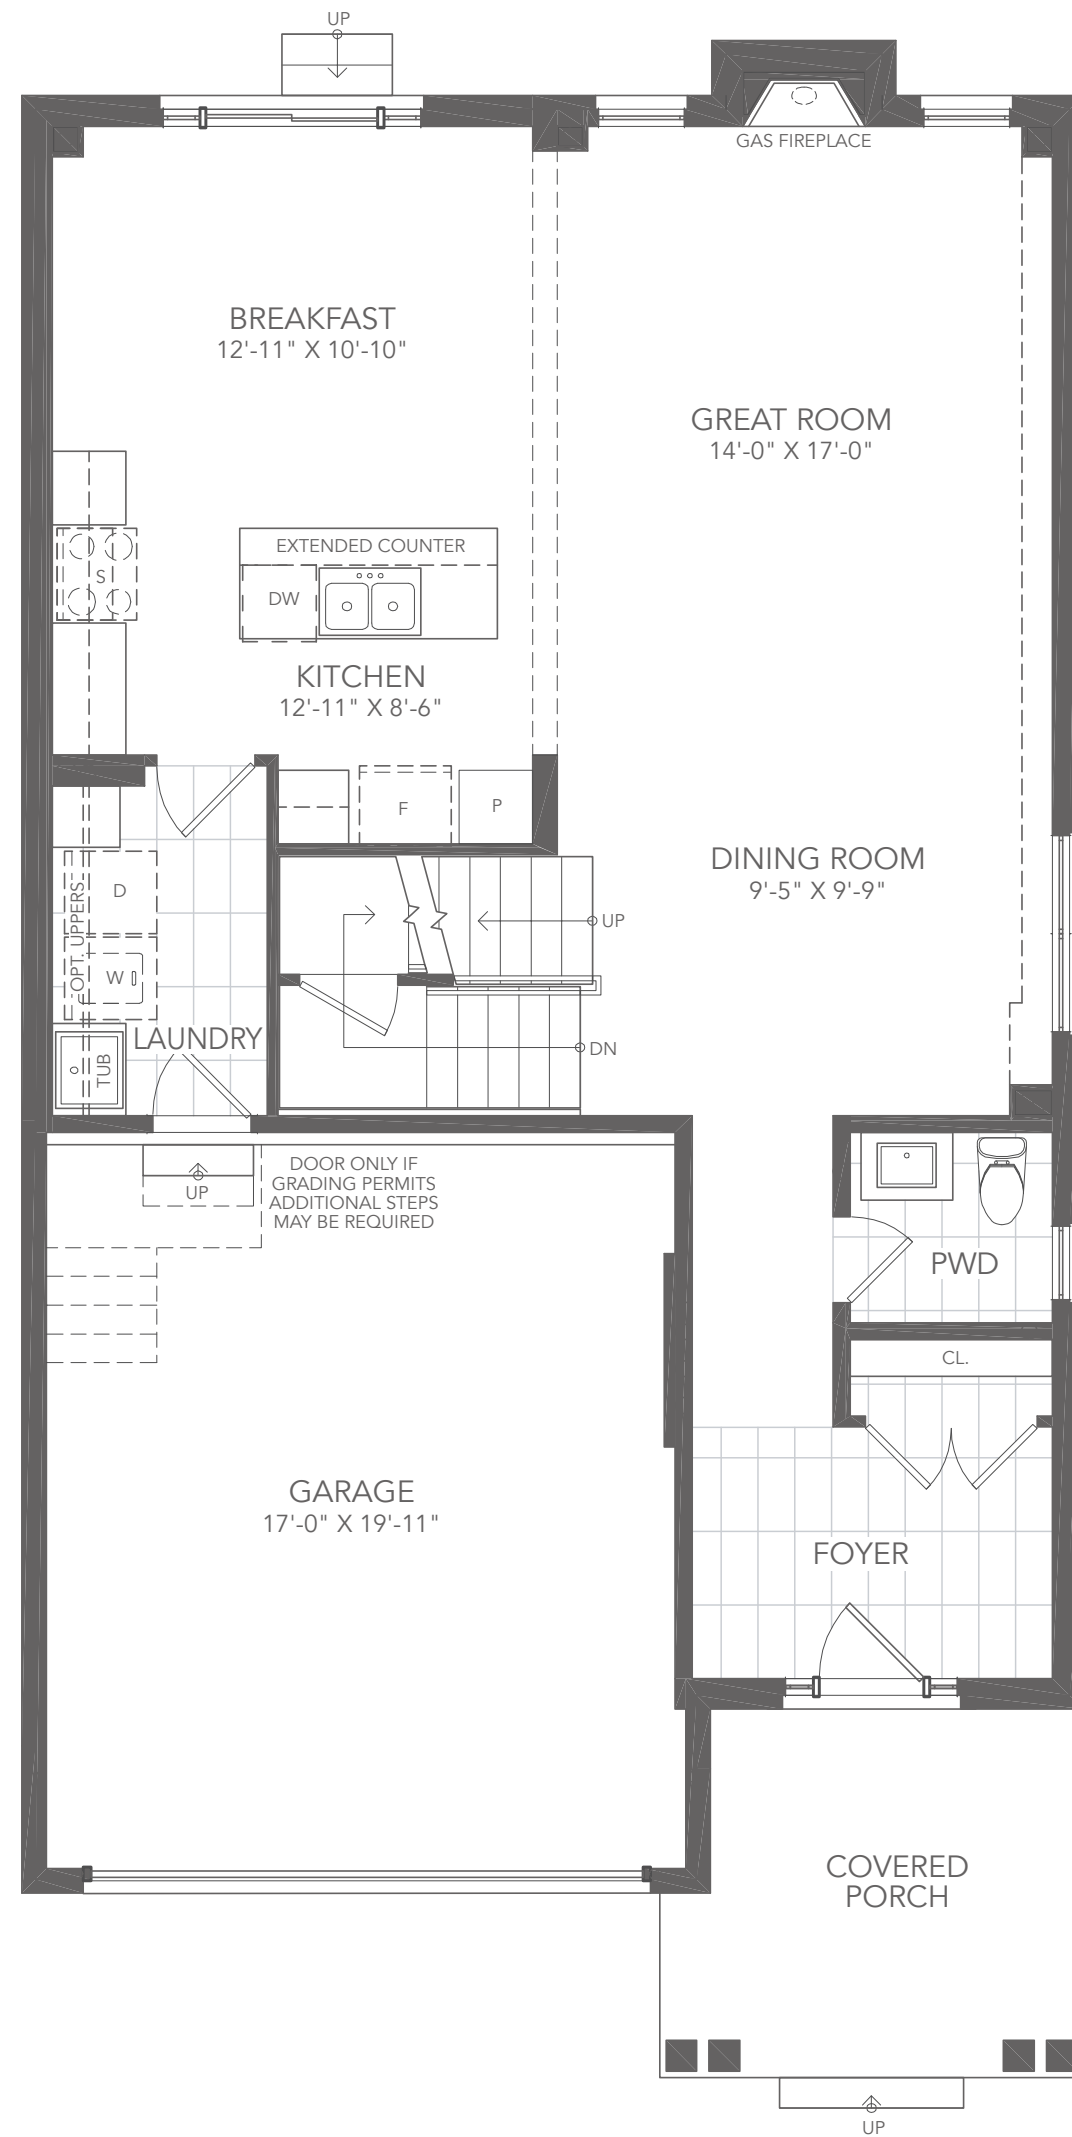 UP
GAS FIREPLACE
BREAKFAST
12'-11" X 10'-10"
GREAT ROOM
14'-0" X 17'-0"
EXTENDED COUNTER
S
DW
KITCHEN
12'-11" X 8'-6"
F
P
DINING ROOM
9'-5" X 9'-9"
D
OPT. UPPERS
W
UP
LAUNDRY
TUB
DN
DOOR ONLY IF
GRADING PERMITS
ADDITIONAL STEPS
MAY BE REQUIRED
UP
PWD
CL.
GARAGE
17'-0" X 19'-11"
FOYER
COVERED
PORCH
UP